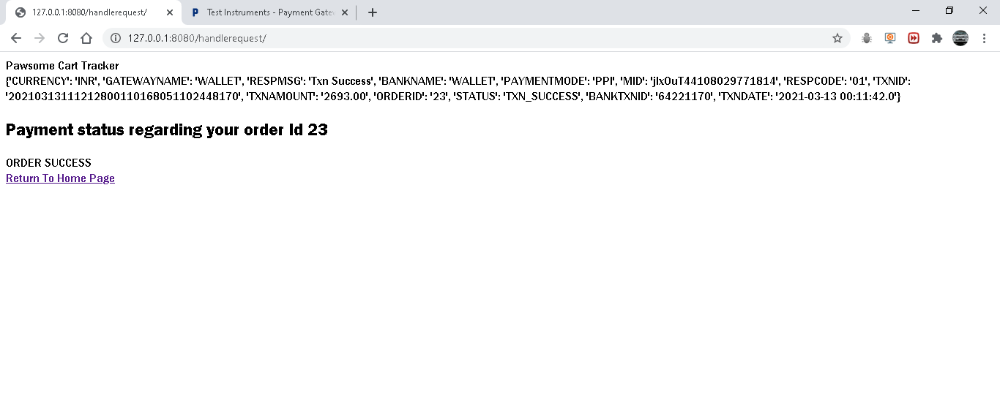 127.0.0.1:8080/handlerequest/
Test Instruments - Payment Gatew
127.0.0.1:8080/handlerequest/
Pawsome Cart Tracker
{'CURRENCY': 'INR', 'GATEWAYNAME': 'WALLET', 'RESPMSG': 'Txn Success', 'BANKNAME': 'WALLET', 'PAYMENTMODE': 'PPI', 'MID': 'jIxOuT44108029771814', 'RESPCODE': '01', 'TXNID':
'20210313111212800110168051102448170', 'TXNAMOUNT': '2693.00', 'ORDERID': '23', 'STATUS': 'TXN_SUCCESS', 'BANKTXNID': '64221170', 'TXNDATE': '2021-03-13 00:11:42.0'}
Payment status regarding your order Id 23
ORDER SUCCESS
Return To Home Page